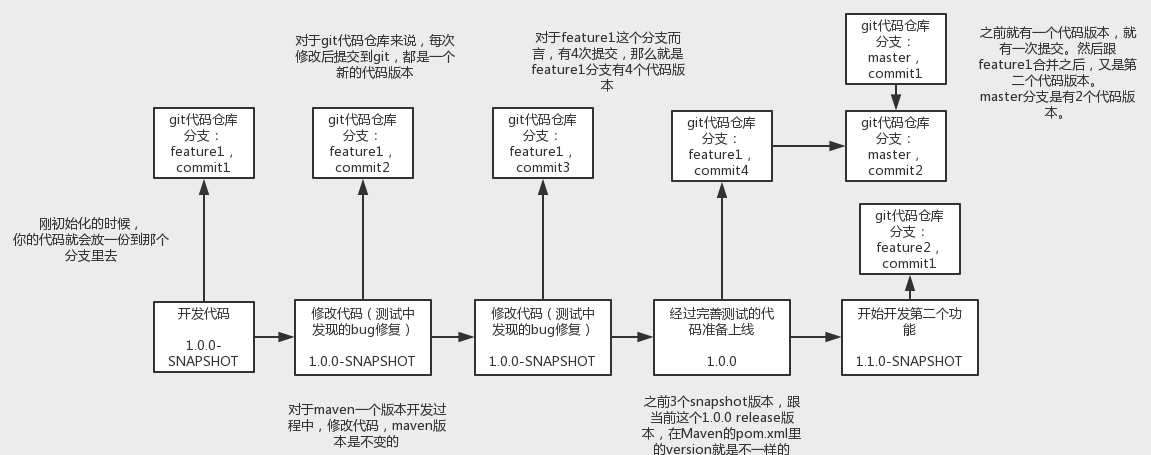 对于git代码仓库来说，每次
修改后提交到git，都是一个
新的代码版本
对于feature1这个分支而
言，有4次提交，那么就是
feature1分支有4个代码版
本
git代码仓库
分支：
master，
commit1
之前就有一个代码版本，就
有一次提交。然后跟
feature1合并之后，又是第
二个代码版本。
master分支是有2个代码版
本。
git代码仓库
分支：
feature1，
commit1
git代码仓库
分支：
feature1，
commit2
git代码仓库
分支：
feature1，
commit3
git代码仓库
分支：
feature1，
commit4
git代码仓库
分支：
master，
commit2
刚初始化的时候，
你的代码就会放一份到那个
分支里去
git代码仓库
分支：
feature2，
commit1
开发代码
1.0.0-
SNAPSHOT
修改代码（测试中
发现的bug修复）
1.0.0-SNAPSHOT
修改代码（测试中
发现的bug修复）
1.0.0-SNAPSHOT
经过完善测试的代
码准备上线
1.0.0
开始开发第二个功
能
1.1.0-SNAPSHOT
对于maven一个版本开发过
程中，修改代码，maven版
本是不变的
之前3个snapshot版本，跟
当前这个1.0.0 release版
本，在Maven的pom.xml里
的version就是不一样的